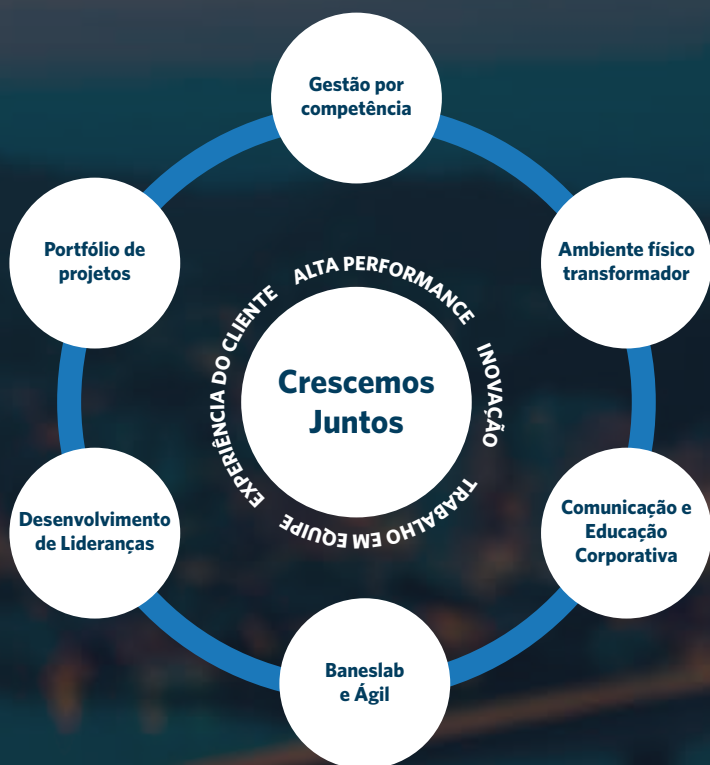 Gestão por
competência
Portfólio de
projetos
Ambiente físico
transformador
EXPERIÊNCIA DO CLIENTE
ALTA PERFORMANCE
INOVAÇÃO
TRABALHO EM EQUIPE
Crescemos
Juntos
Desenvolvimento
de Lideranças
Comunicação e
Educação
Corporativa
Baneslab
e Ágil